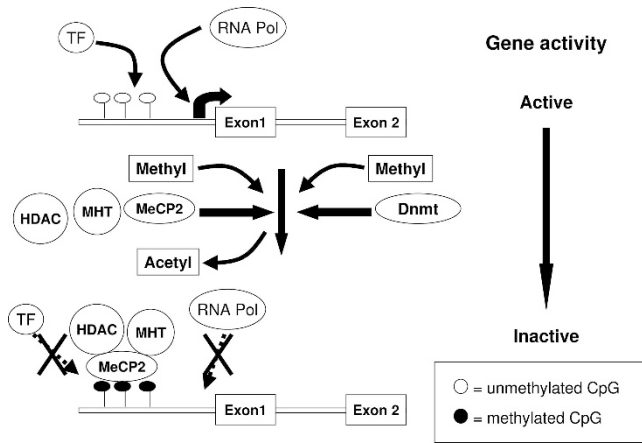 TF
RNA Pol
Gene activity
Active
Exon1
Exon 2
Methyl
Methyl
HDAC
MHT
MeCP2
Dnmt
Acetyl
TF
HDAC
MHT
RNA Pol
MeCP2
Inactive
Exon1
Exon 2
= unmethylated CpG
= methylated CpG